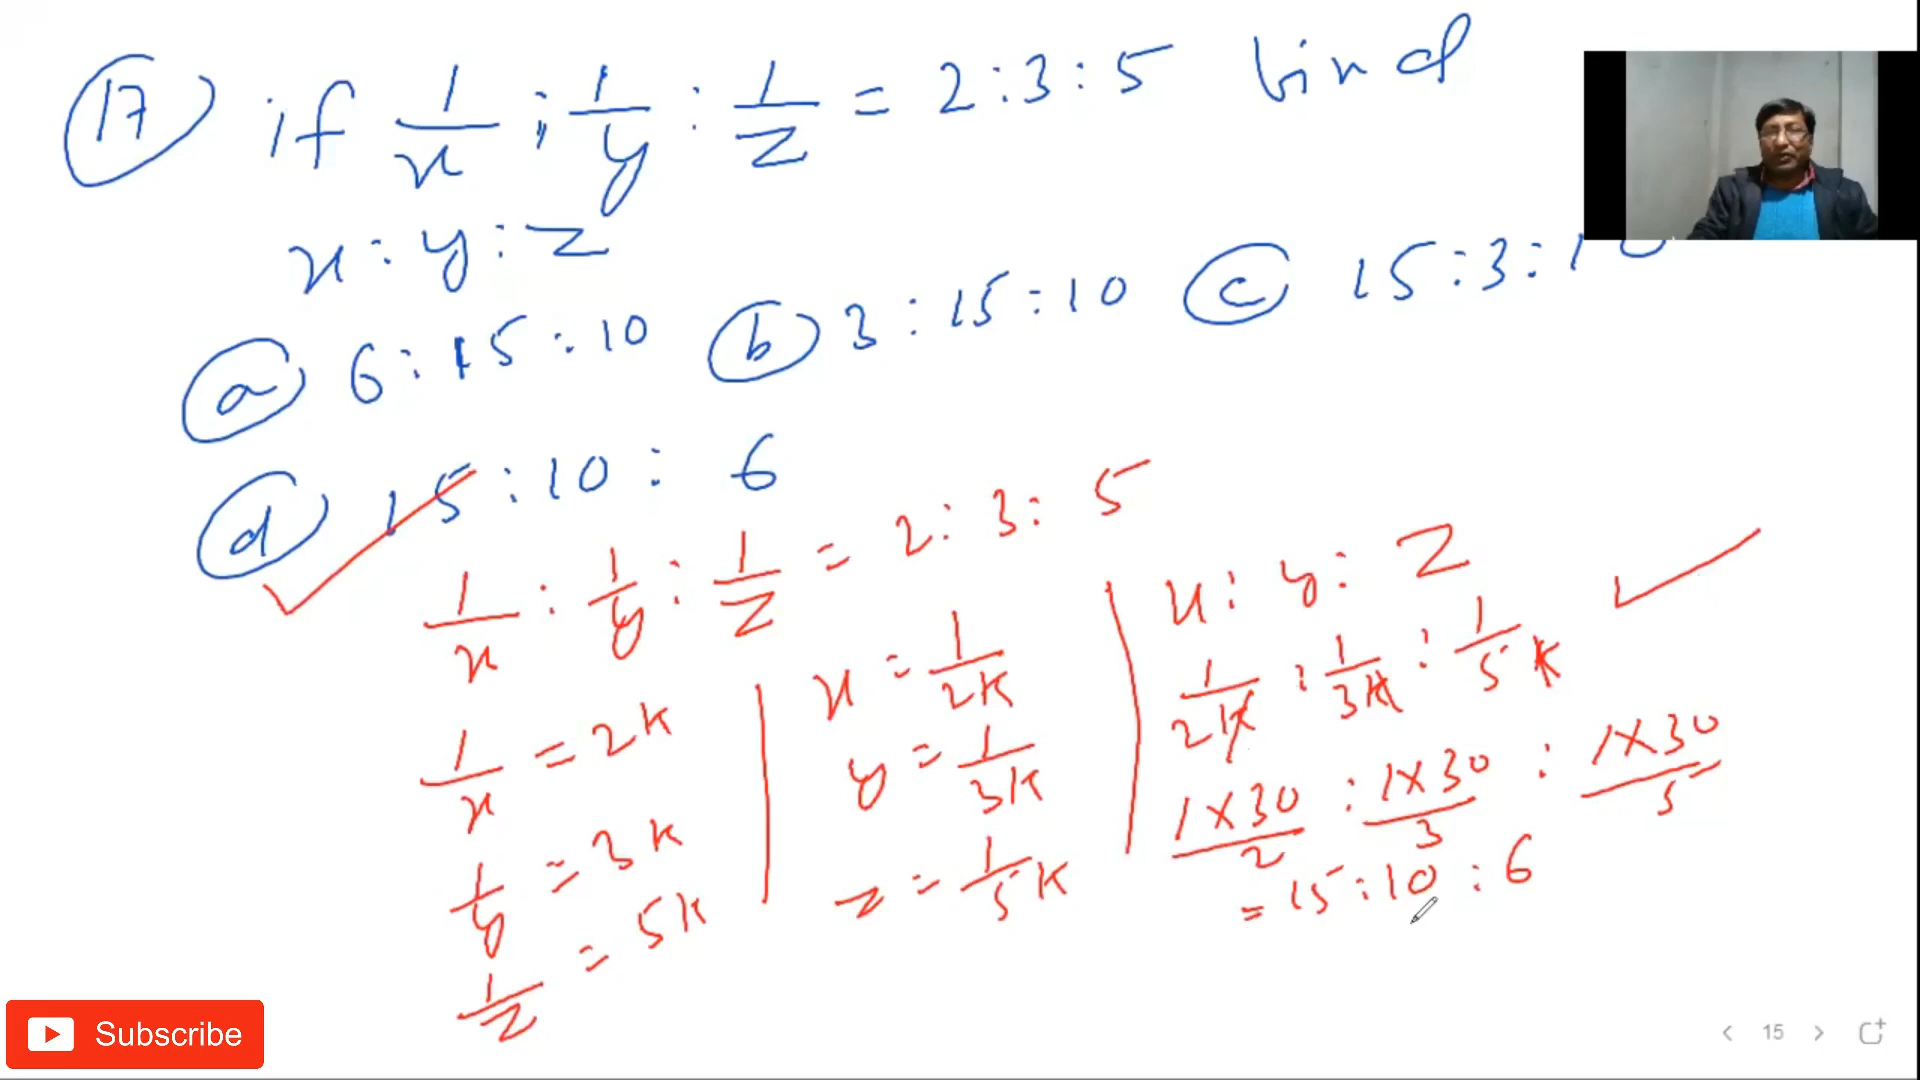 17 if 1/x : 1/y : 1/z = 2:3:5 find
x : y : z
a 6:15:10 b 3:15:10 c 15:3:10
d 15:10:6
1/x : 1/y : 1/z = 2:3:5
1/x = 2k
1/y = 3k
1/z = 5k
x = 1/2k
y = 1/3k
z = 1/5k
x : y : z
1/2k : 1/3k : 1/5k
1×30/2 : 1×30/3 : 1×30/5
= 15:10:6
Subscribe
15